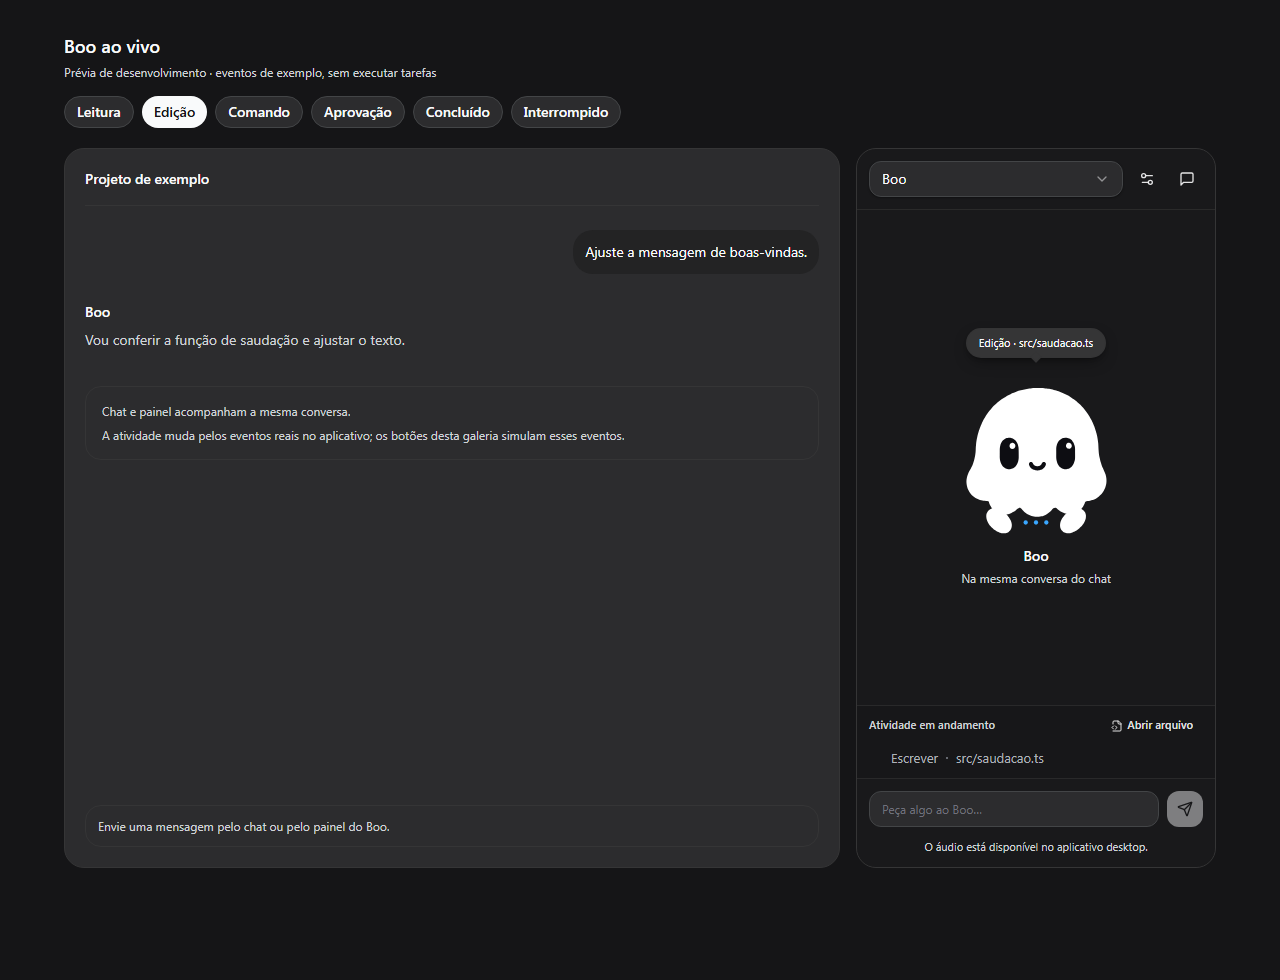 Boo ao vivo
Prévia de desenvolvimento · eventos de exemplo, sem executar tarefas
Leitura
Edição
Comando
Aprovação
Concluído
Interrompido
Projeto de exemplo
Ajuste a mensagem de boas-vindas.
Boo
Vou conferir a função de saudação e ajustar o texto.
Chat e painel acompanham a mesma conversa.
A atividade muda pelos eventos reais no aplicativo; os botões desta galeria simulam esses eventos.
Envie uma mensagem pelo chat ou pelo painel do Boo.
Boo
Edição · src/saudacao.ts
Boo
Na mesma conversa do chat
Atividade em andamento
Abrir arquivo
Escrever · src/saudacao.ts
Peça algo ao Boo...
O áudio está disponível no aplicativo desktop.